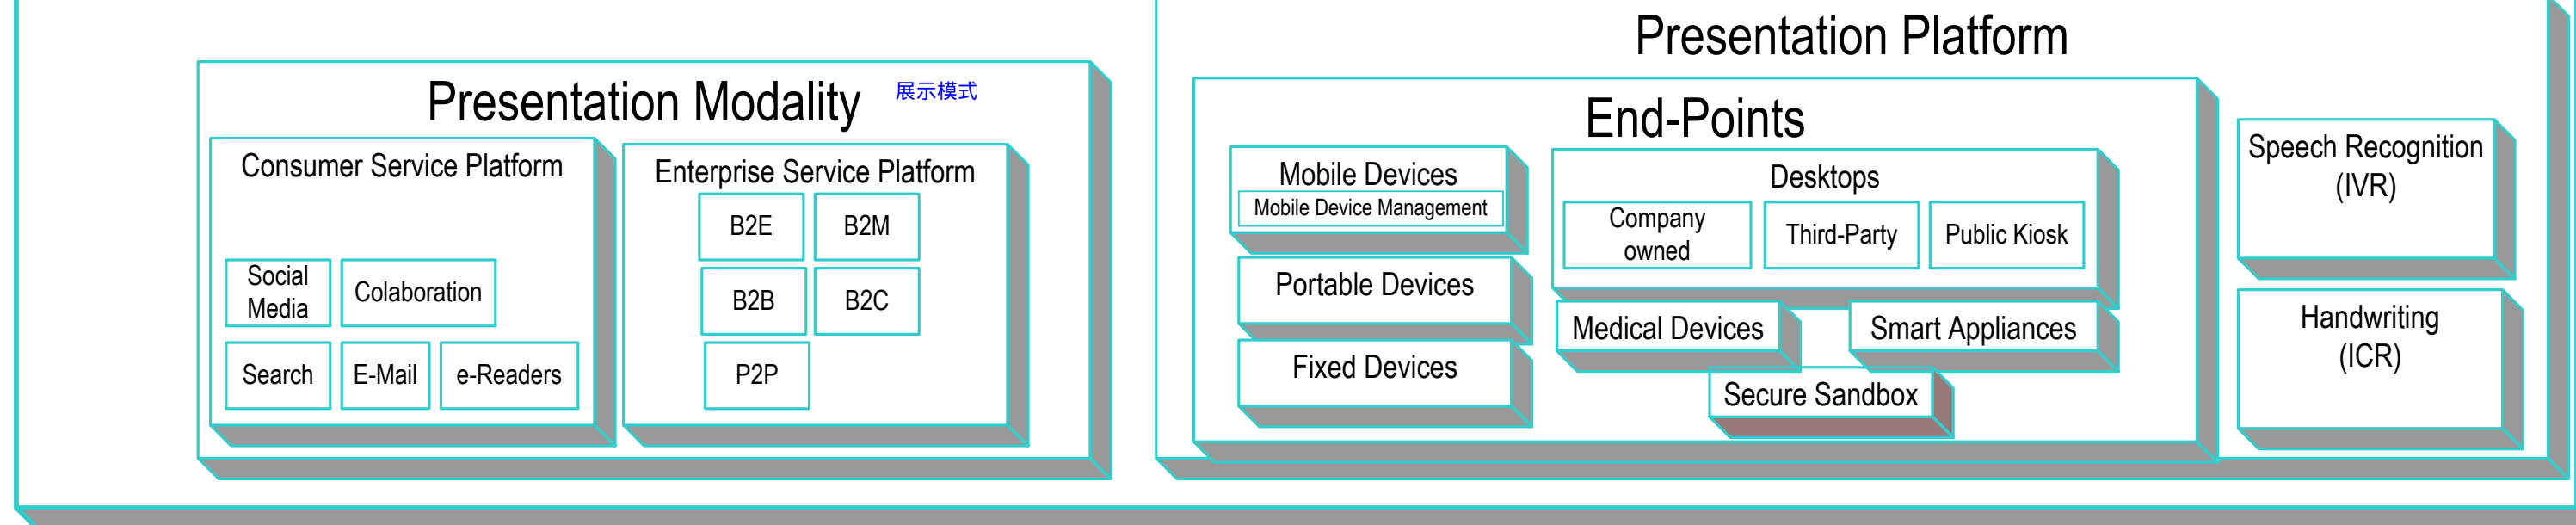 Presentation Modality 展示模式
Consumer Service Platform
Social
Media
Colaboration
Search
E-Mail
e-Readers
Enterprise Service Platform
B2E
B2M
B2B
B2C
P2P
Presentation Platform
End-Points
Mobile Devices
Mobile Device Management
Portable Devices
Fixed Devices
Desktops
Company
owned
Third-Party
Public Kiosk
Medical Devices
Smart Appliances
Secure Sandbox
Speech Recognition
(IVR)
Handwriting
(ICR)